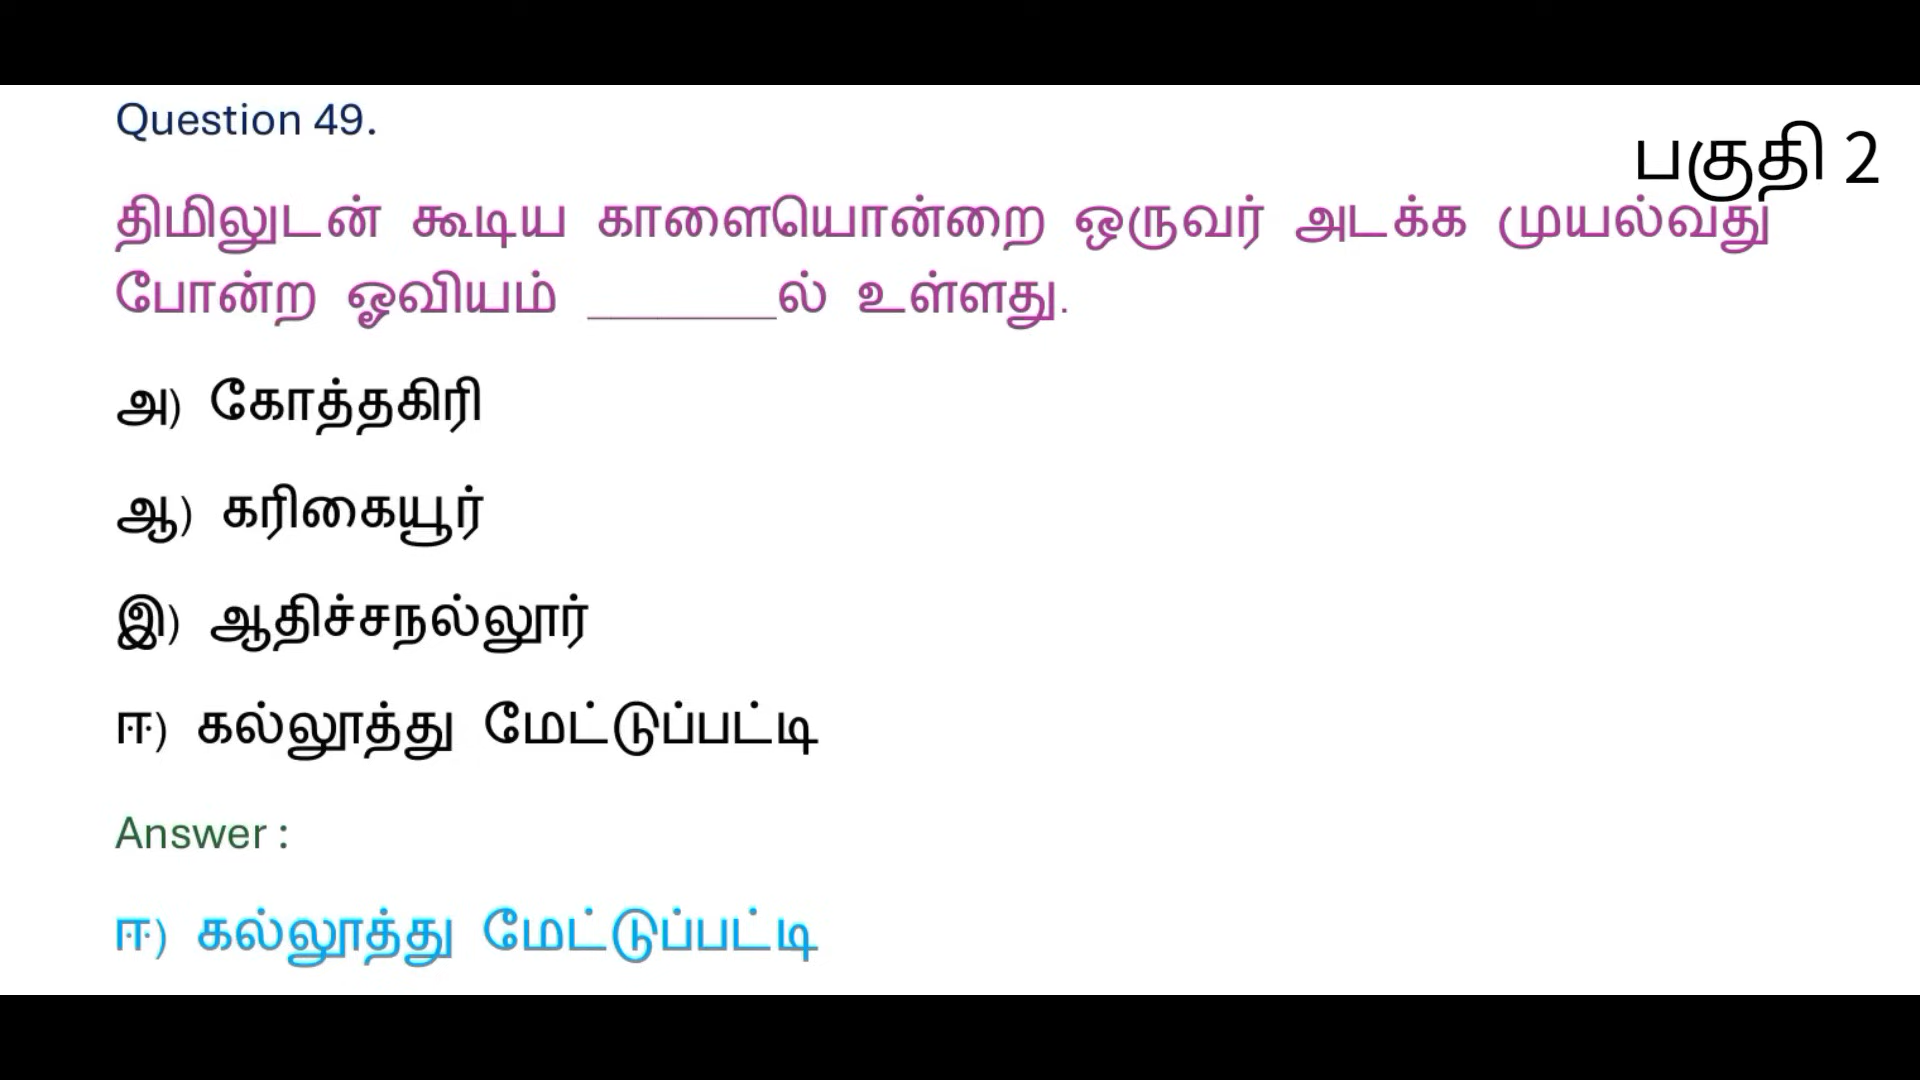 Question 49.
பகுதி 2
திமிலுடன் கூடிய காளையொன்றை ஒருவர் அடக்க முயல்வது
போன்ற ஓவியம் ________ல் உள்ளது.
அ) கோத்தகிரி
ஆ) கரிகையூர்
இ) ஆதிச்சநல்லூர்
ஈ) கல்லூத்து மேட்டுப்பட்டி
Answer :
ஈ) கல்லூத்து மேட்டுப்பட்டி